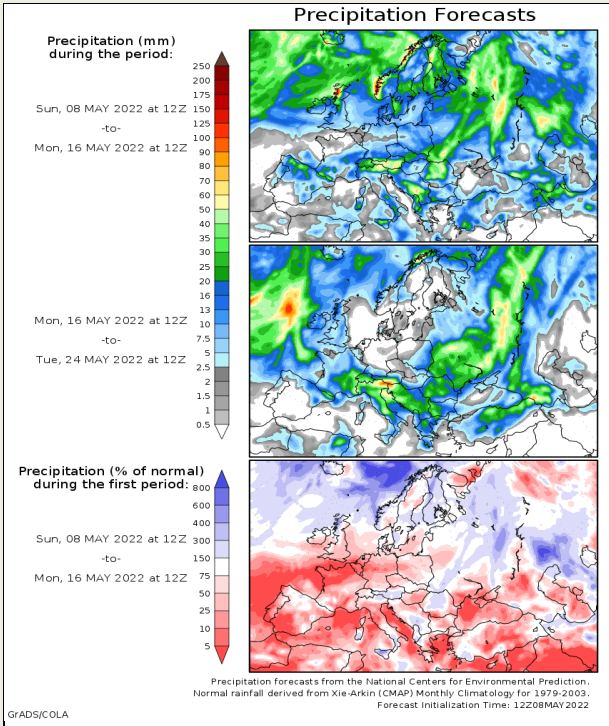 Precipitation Forecasts
Precipitation (mm)
during the period:
Sun, 08 MAY 2022 at 12Z
-to-
Mon, 16 MAY 2022 at 12Z
250
200
175
150
125
100
90
80
70
60
50
40
35
30
25
20
16
13
10
7.5
5
2.5
2
1.5
1
0.5
Mon, 16 MAY 2022 at 12Z
-to-
Tue, 24 MAY 2022 at 12Z
Precipitation (% of normal)
during the first period:
Sun, 08 MAY 2022 at 12Z
-to-
Mon, 16 MAY 2022 at 12Z
800
600
400
300
150
75
50
25
10
5
Precipitation forecasts from the National Centers for Environmental Prediction.
Normal rainfall derived from Xie-Arkin (CMAP) Monthly Climatology for 1979-2003.
Forecast Initialization Time: 12Z08MAY2022
GrADS/COLA